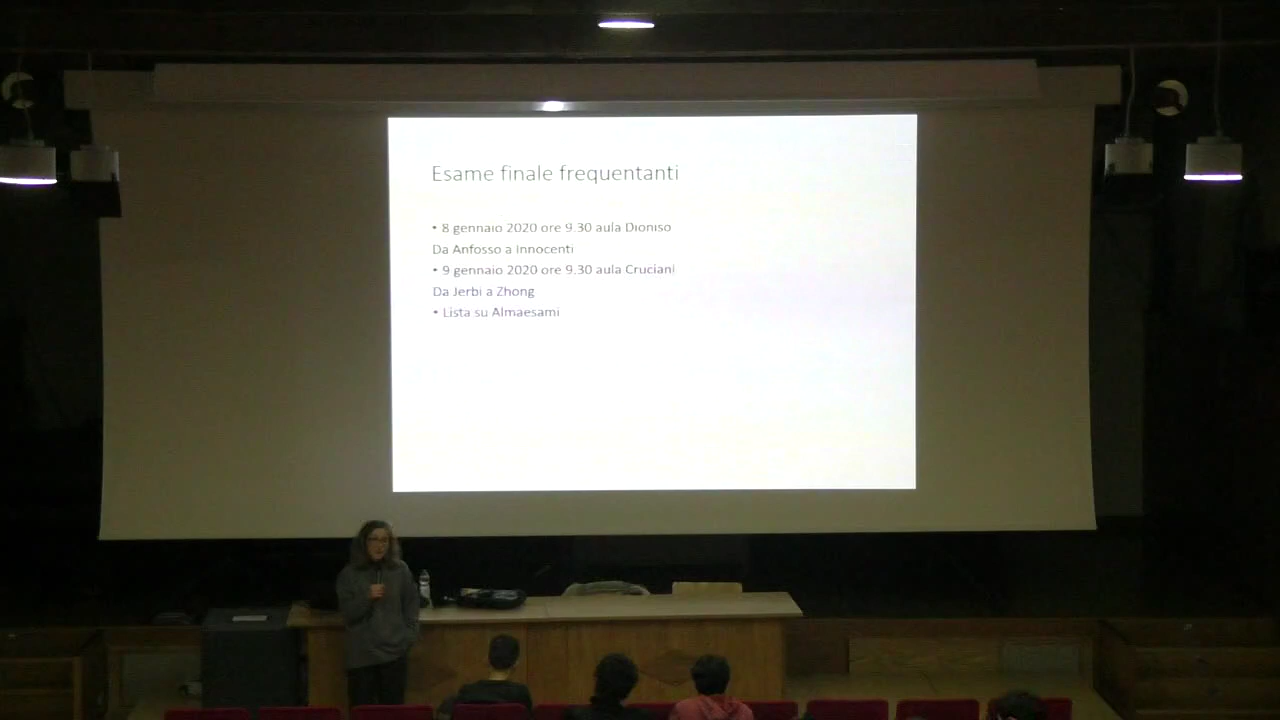 Esame finale frequentanti
• 8 gennaio 2020 ore 9.30 aula Dioniso
Da Anfosso a Innocenti
• 9 gennaio 2020 ore 9.30 aula Cruciani
Da Jerbi a Zhong
• Lista su Almaesami